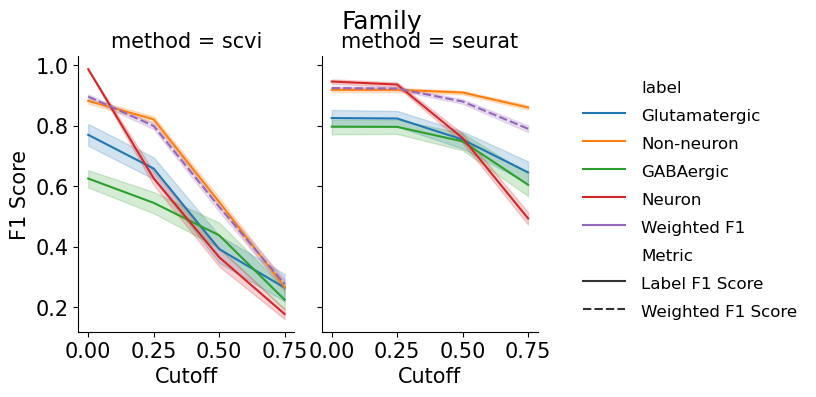 Family
method = scvi
method = seurat
1.0
0.8
0.6
0.4
0.2
F1 Score
0.00 0.25 0.50 0.75
0.00 0.25 0.50 0.75
Cutoff
Cutoff
label
Glutamatergic
Non-neuron
GABAergic
Neuron
Weighted F1
Metric
Label F1 Score
Weighted F1 Score